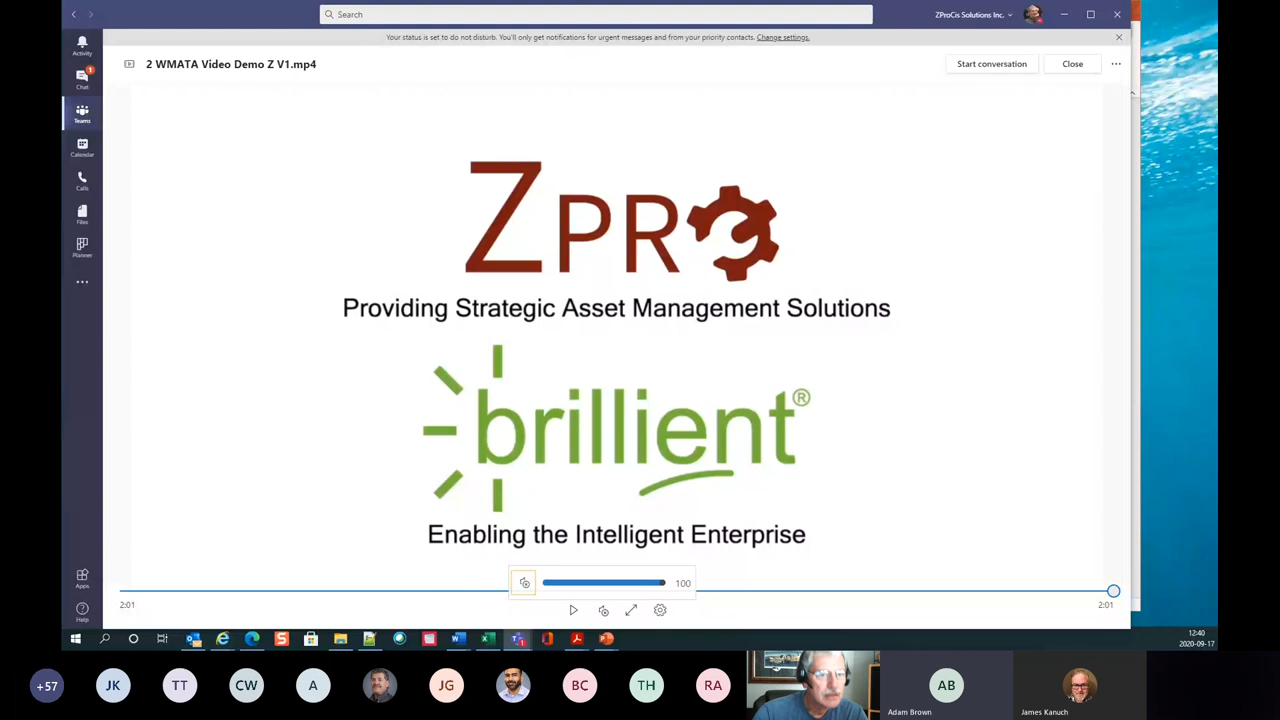 Search
ZProCis Solutions Inc.
Your status is set to do not disturb. You'll only get notifications for urgent messages and from your priority contacts. Change settings.
2 WMATA Video Demo Z V1.mp4
Start conversation
Close
Activity
1
Chat
Teams
Calendar
Calls
Files
Planner
Apps
Help
ZPRO
Providing Strategic Asset Management Solutions
brillient®
Enabling the Intelligent Enterprise
100
2:01
2:01
12:40
2020-09-17
+57
JK
TT
CW
A
JG
BC
TH
RA
AB
Adam Brown
James Kanuch